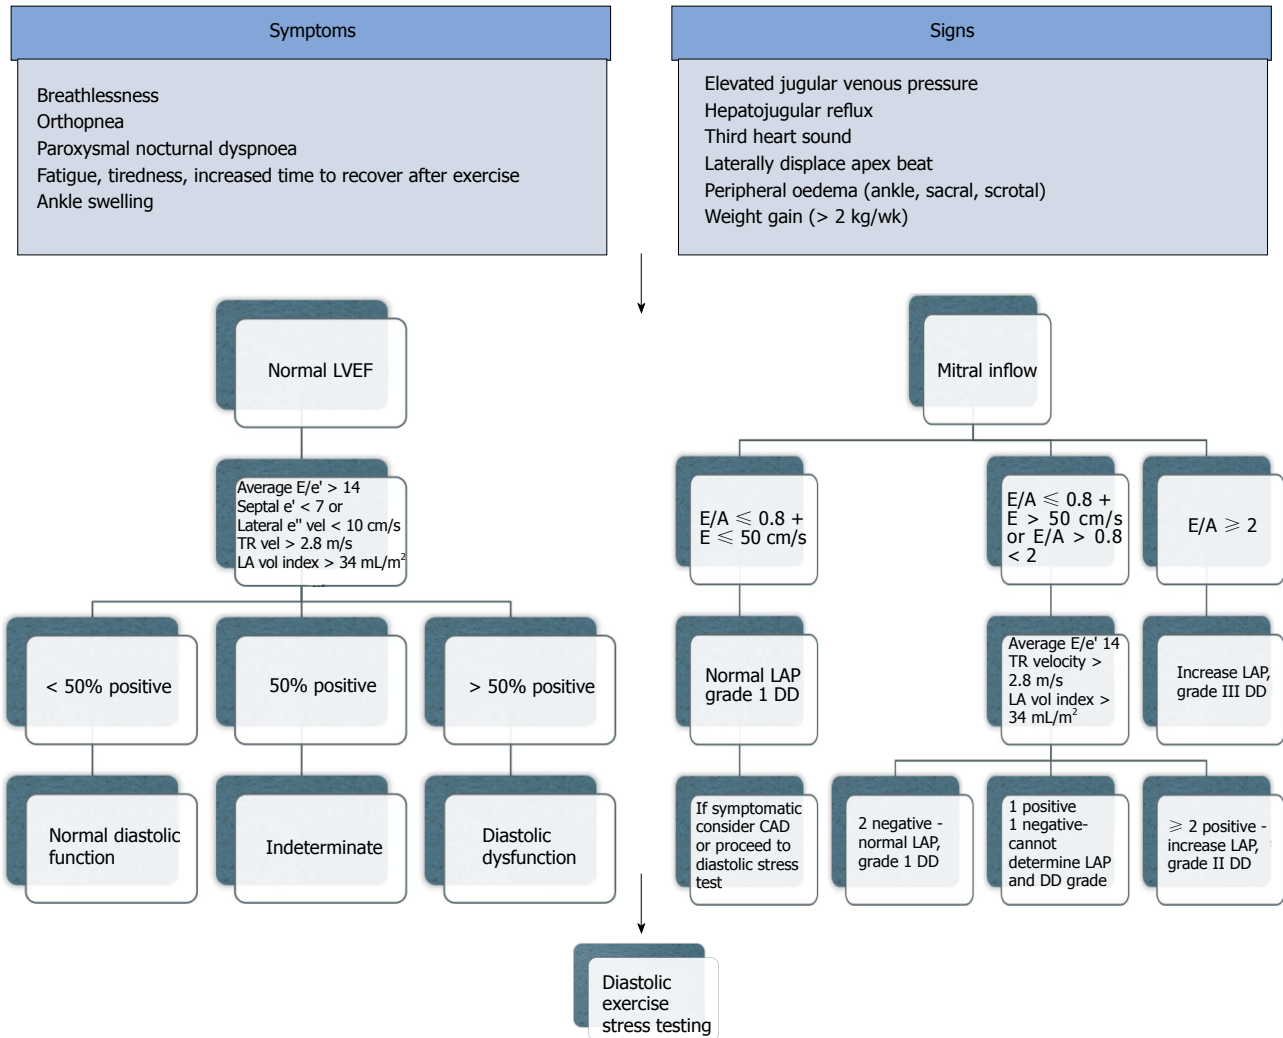 Symptoms
Breathlessness
Orthopnea
Paroxysmal nocturnal dyspnoea
Fatigue, tiredness, increased time to recover after exercise
Ankle swelling
Signs
Elevated jugular venous pressure
Hepatojugular reflux
Third heart sound
Laterally displace apex beat
Peripheral oedema (ankle, sacral, scrotal)
Weight gain (> 2 kg/wk)
Normal LVEF
Average E/e' > 14
Septal e' < 7 or
Lateral e'' vel < 10 cm/s
TR vel > 2.8 m/s
LA vol index > 34 mL/m²
< 50% positive
50% positive
> 50% positive
Normal diastolic
function
Indeterminate
Diastolic
dysfunction
Mitral inflow
E/A ≤ 0.8 +
E ≤ 50 cm/s
E/A ≤ 0.8 +
E > 50 cm/s
or E/A > 0.8
< 2
E/A ≥ 2
Normal LAP
grade 1 DD
Average E/e' 14
TR velocity >
2.8 m/s
LA vol index >
34 mL/m²
Increase LAP,
grade III DD
If symptomatic
consider CAD
or proceed to
diastolic stress
test
2 negative -
normal LAP,
grade 1 DD
1 positive
1 negative-
cannot
determine LAP
and DD grade
≥ 2 positive -
increase LAP,
grade II DD
Diastolic
exercise
stress testing